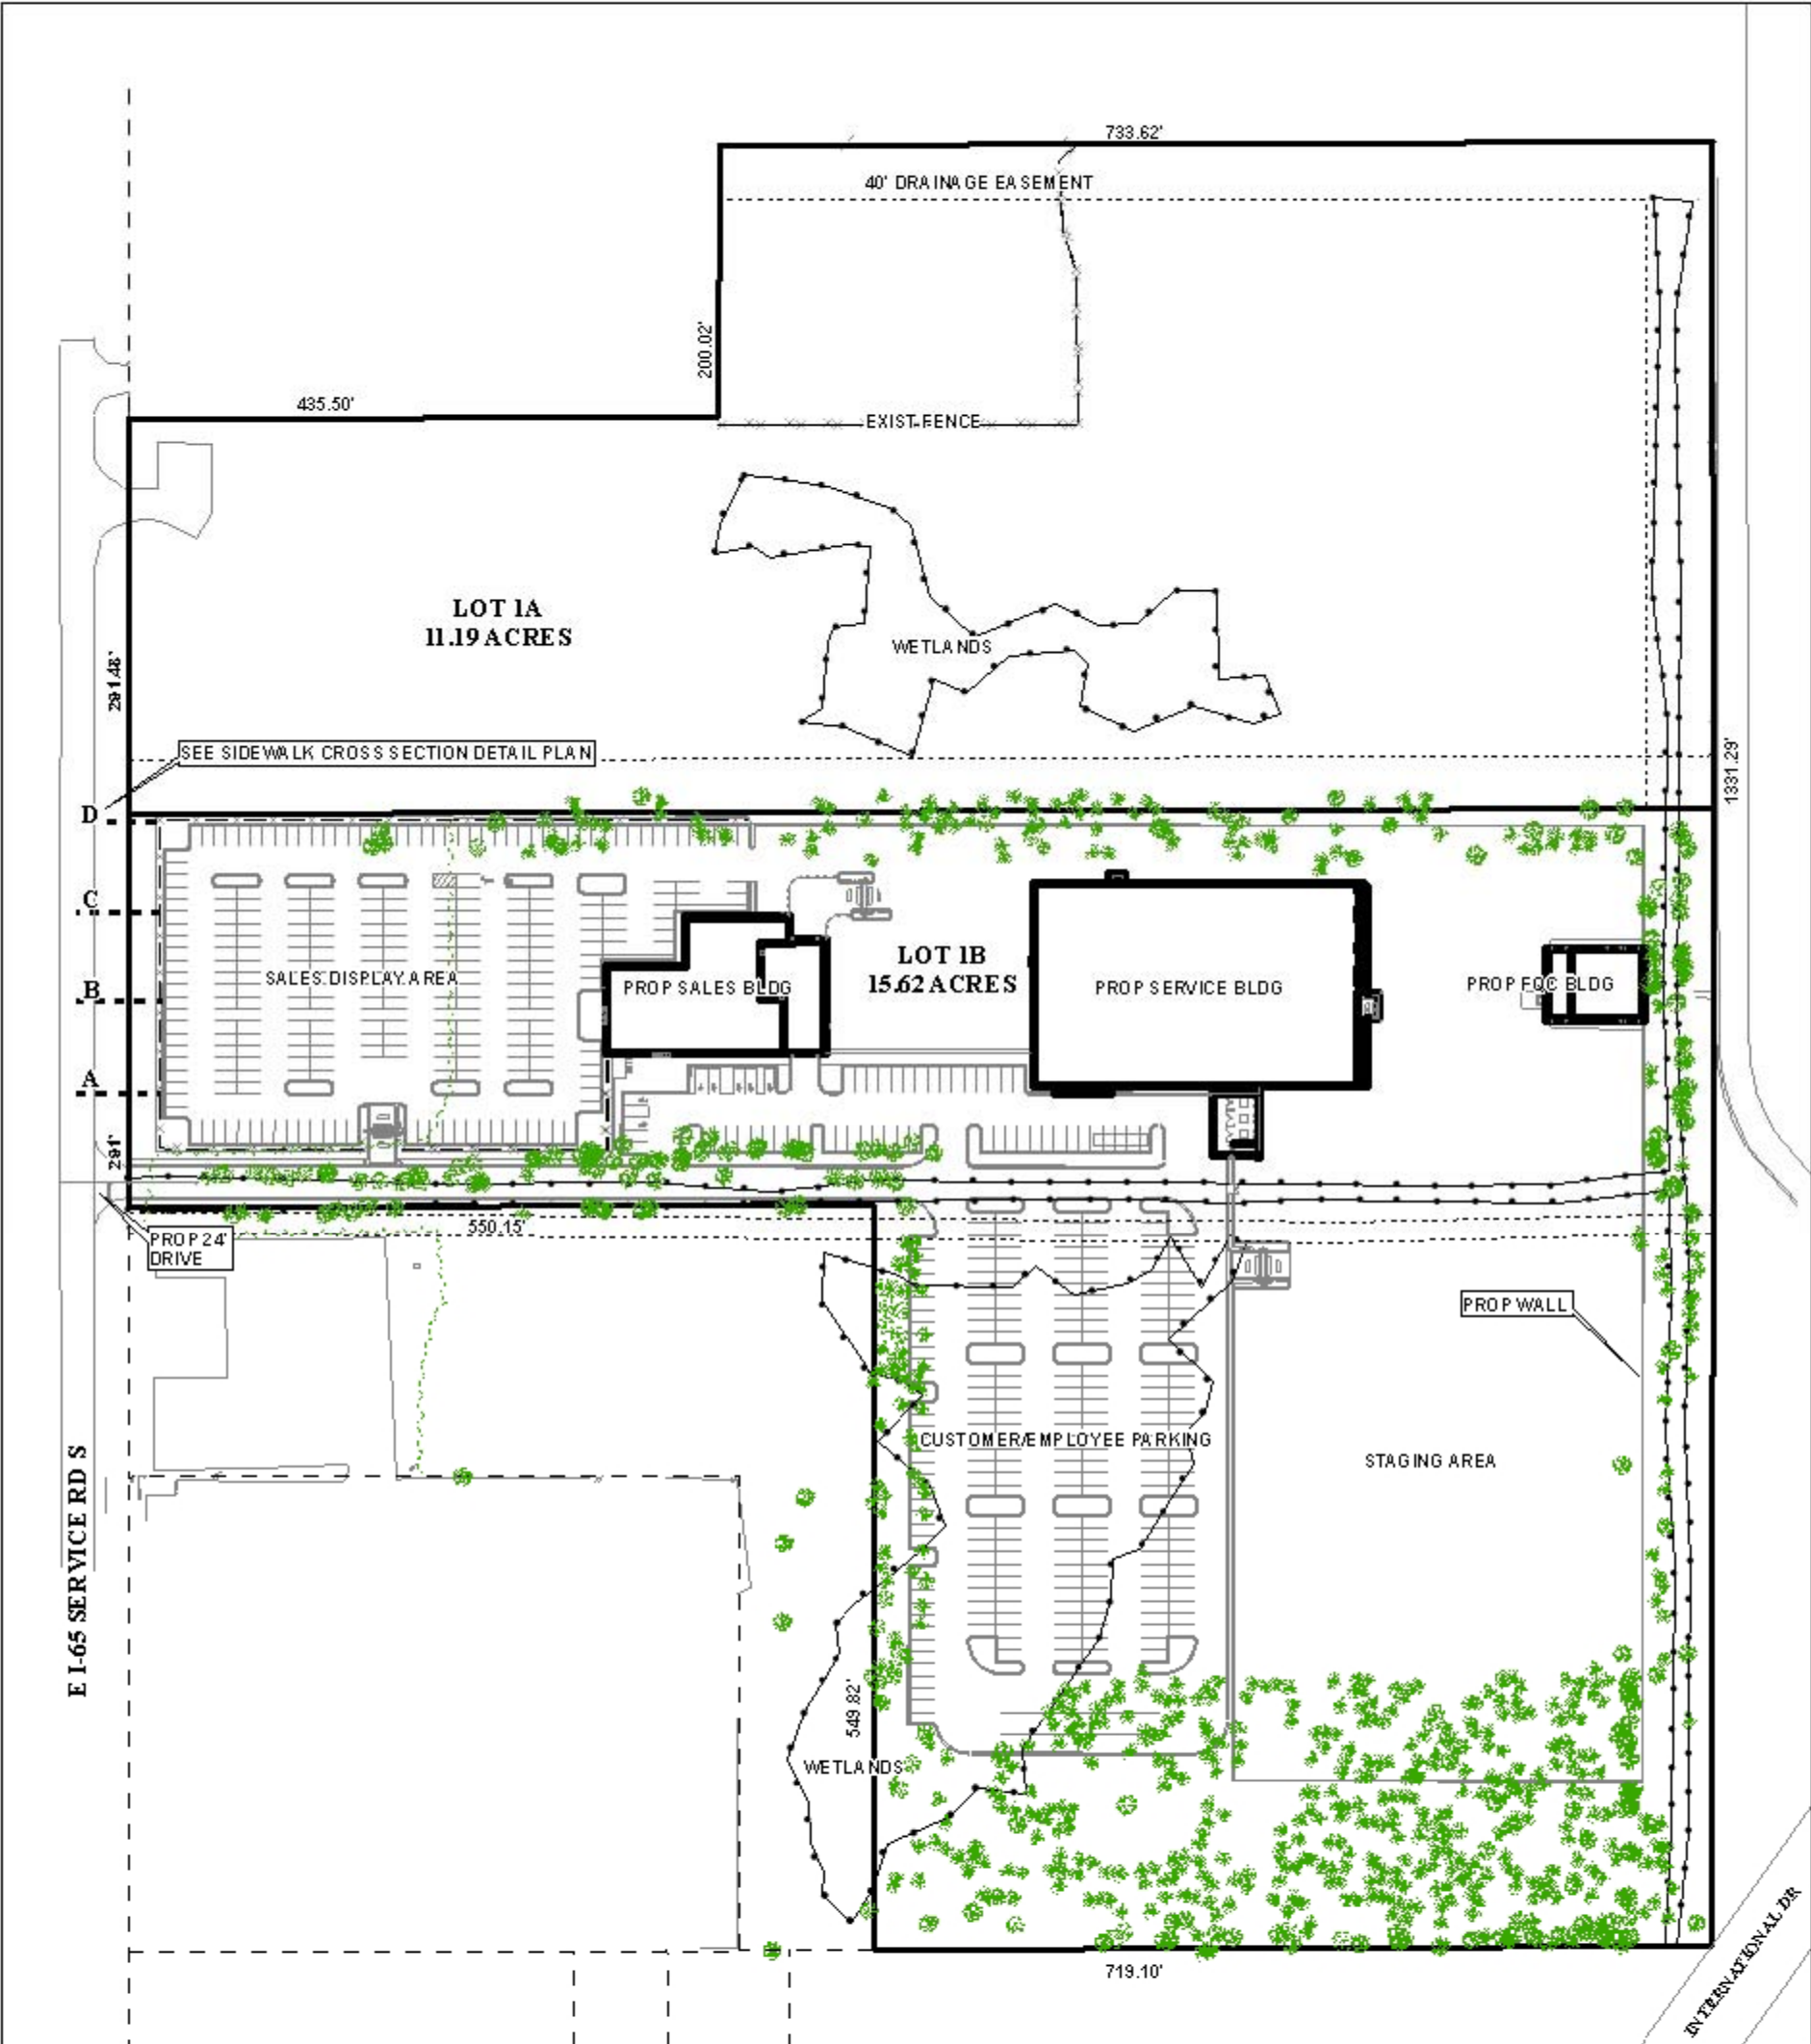 733.62'
40' DRAINAGE EASEMENT
200.02'
435.50'
EXIST. FENCE
LOT 1A
11.19 ACRES
WETLANDS
291.48'
SEE SIDEWALK CROSS SECTION DETAIL PLAN
1331.29'
D
C
LOT 1B
15.62 ACRES
SALES DISPLAY AREA
PROP SALES BLDG
PROP SERVICE BLDG
PROP FQC BLDG
B
A
291'
550.15'
PROP 24'
DRIVE
PROP WALL
CUSTOMER/EMPLOYEE PARKING
STAGING AREA
E I-65 SERVICE RD S
549.82'
WETLANDS
719.10'
INTERNATIONAL DR